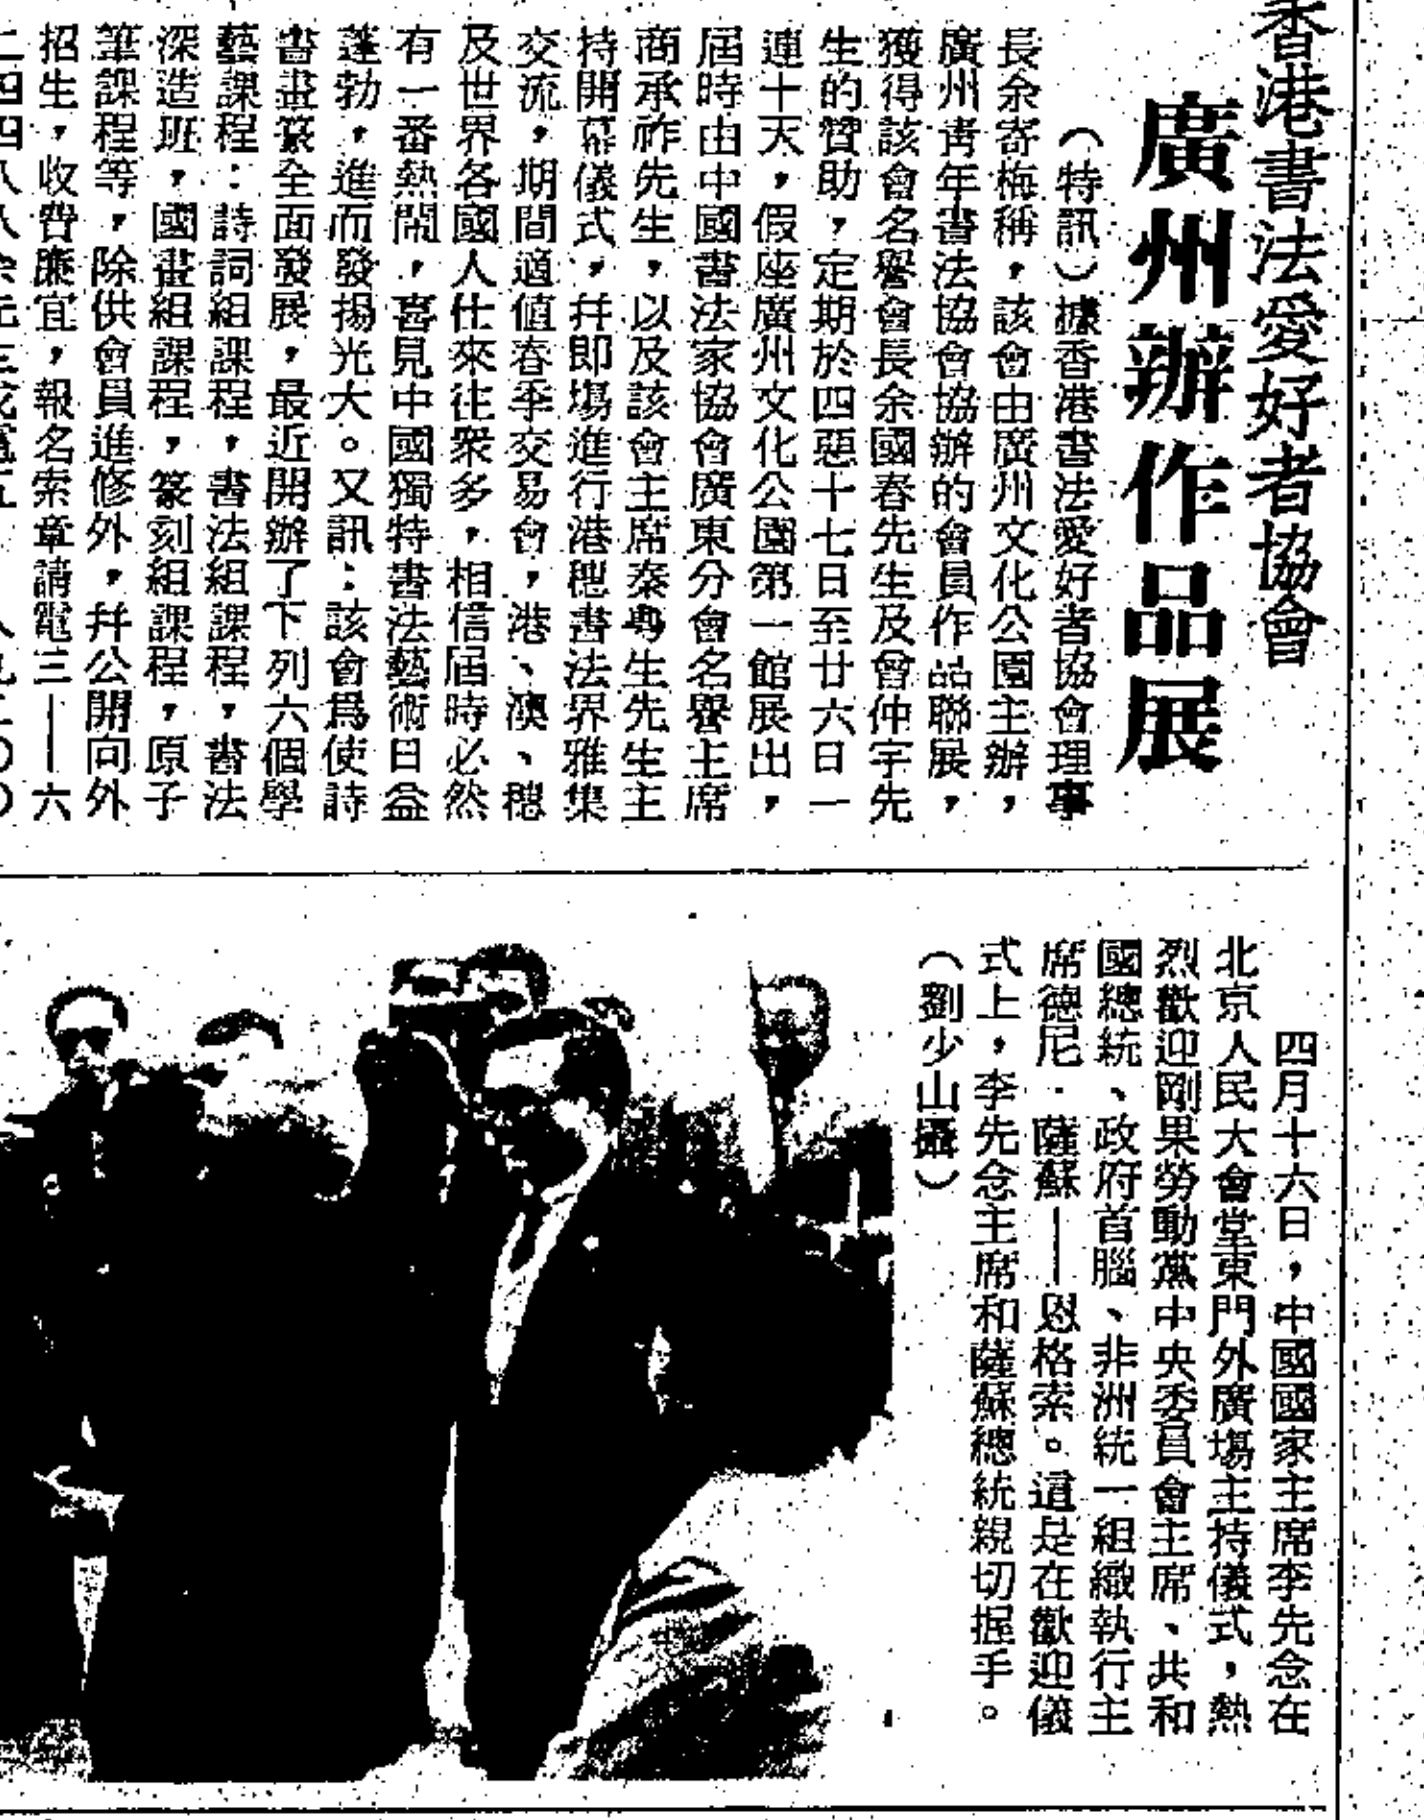 香港書法愛好者協會
廣州辦作品展
（特訊）據香港書法愛好者協會理事
長余寄梅稱，該會由廣州文化公園主辦，
廣州青年書法協會協辦的會員作品聯展，
獲得該會名譽會長余國春先生及曾仲宇先
生的贊助，定期於四惡十七日至廿六日一
連十天，假座廣州文化公園第一館展出，
屆時由中國書法家協會廣東分會名譽主席
商承祚先生，以及該會主席秦粤生先生主
持開幕儀式，幷即場進行港穗書法界雅集
交流，期間適值春季交易會，港、澳、穗
及世界各國人仕來往衆多，相信屆時必然
有一番熱鬧，喜見中國獨特書法藝術日益
蓬勃，進而發揚光大。又訊：該會爲使詩
書畫篆全面發展，最近開辦了下列六個學
藝課程：詩詞組課程，書法組課程，書法
深造班，國畫組課程，篆刻組課程，原子
筆課程等，除供會員進修外，幷公開向外
招生，收費廉宜，報名索章請電三——六
四月十六日，中國國家主席李先念在
北京人民大會堂東門外廣場主持儀式，熱
烈歡迎剛果勞動黨中央委員會主席、共和
國總統、政府首腦、非洲統一組織執行主
席德尼·薩蘇——恩格索。這是在歡迎儀
式上，李先念主席和薩蘇總統親切握手。
（劉少山攝）